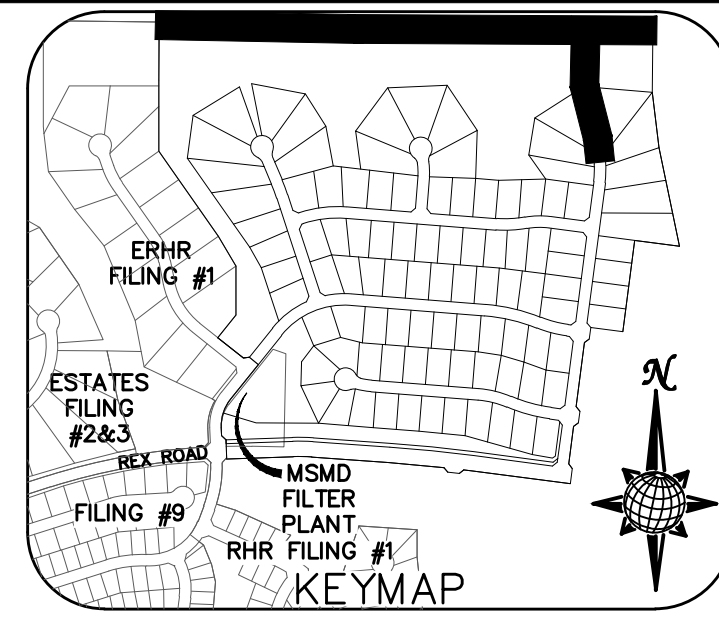 ERHR
FILING #1
ESTATES
FILING
#2&3
REX ROAD
FILING #9
MSMD
FILTER
PLANT
RHR FILING #1
KEYMAP
N